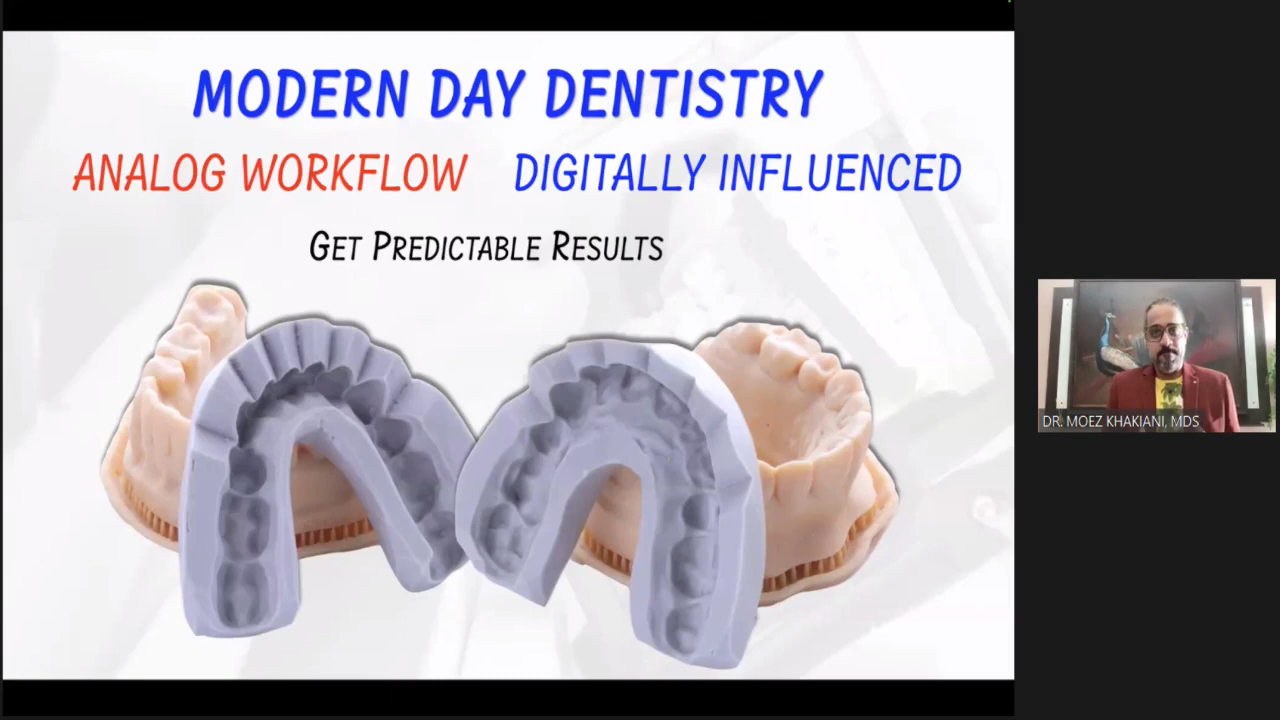 MODERN DAY DENTISTRY
ANALOG WORKFLOW DIGITALLY INFLUENCED
GET PREDICTABLE RESULTS
DR. MOEZ KHAKIANI, MDS